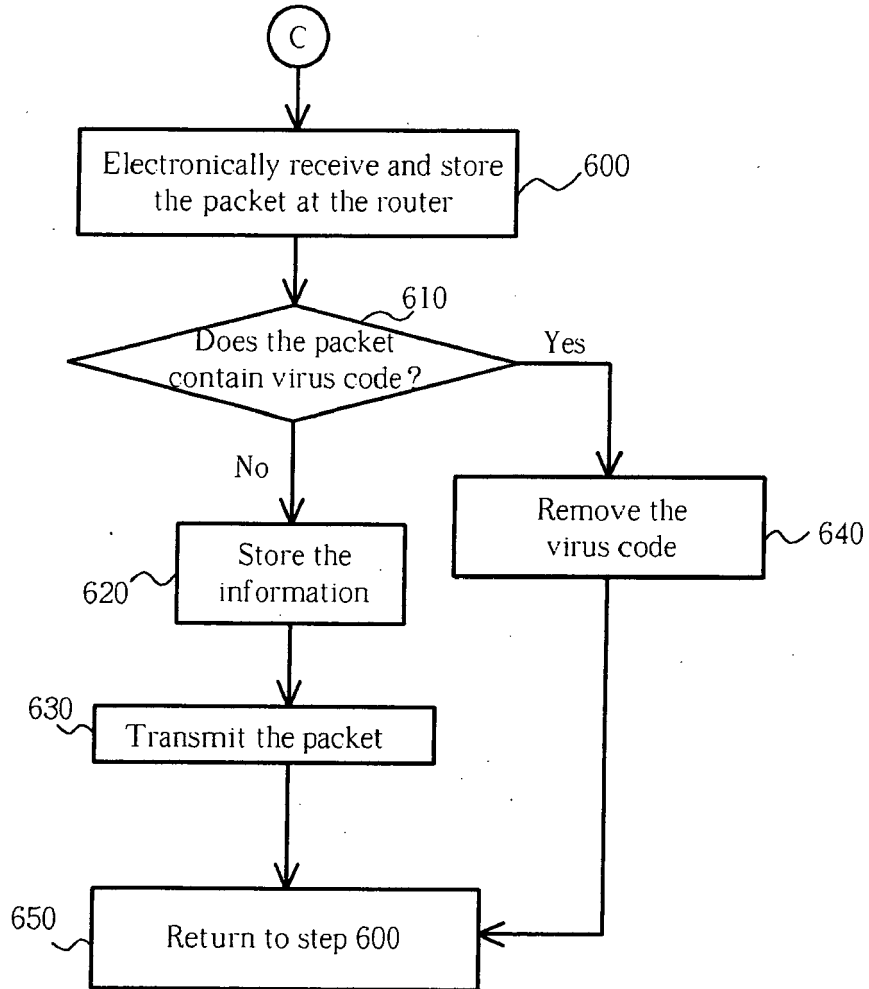 C
Electronically receive and store
the packet at the router
600
610
Does the packet
contain virus code?
Yes
No
Store the
information
620
Remove the
virus code
640
630
Transmit the packet
650
Return to step 600